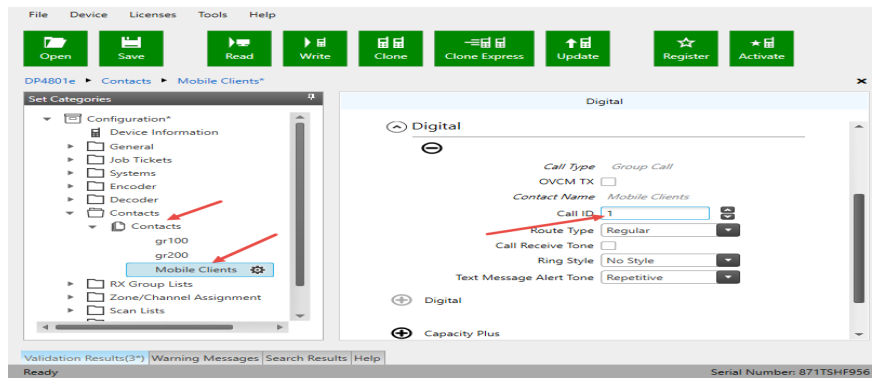 File Device Licenses Tools Help
Open Save Read Write Clone Clone Express Update Register Activate
DP4801e Contacts Mobile Clients*
Set Categories
Configuration*
Device Information
General
Job Tickets
Systems
Encoder
Decoder
Contacts
Contacts
gr100
gr200
Mobile Clients
RX Group Lists
Zone/Channel Assignment
Scan Lists
Digital
Digital
Call Type Group Call
OVCM TX
Contact Name Mobile Clients
Call ID 1
Route Type Regular
Call Receive Tone
Ring Style No Style
Text Message Alert Tone Repetitive
Digital
Capacity Plus
Validation Results(3*) Warning Messages Search Results Help
Ready Serial Number: 871TSHF956